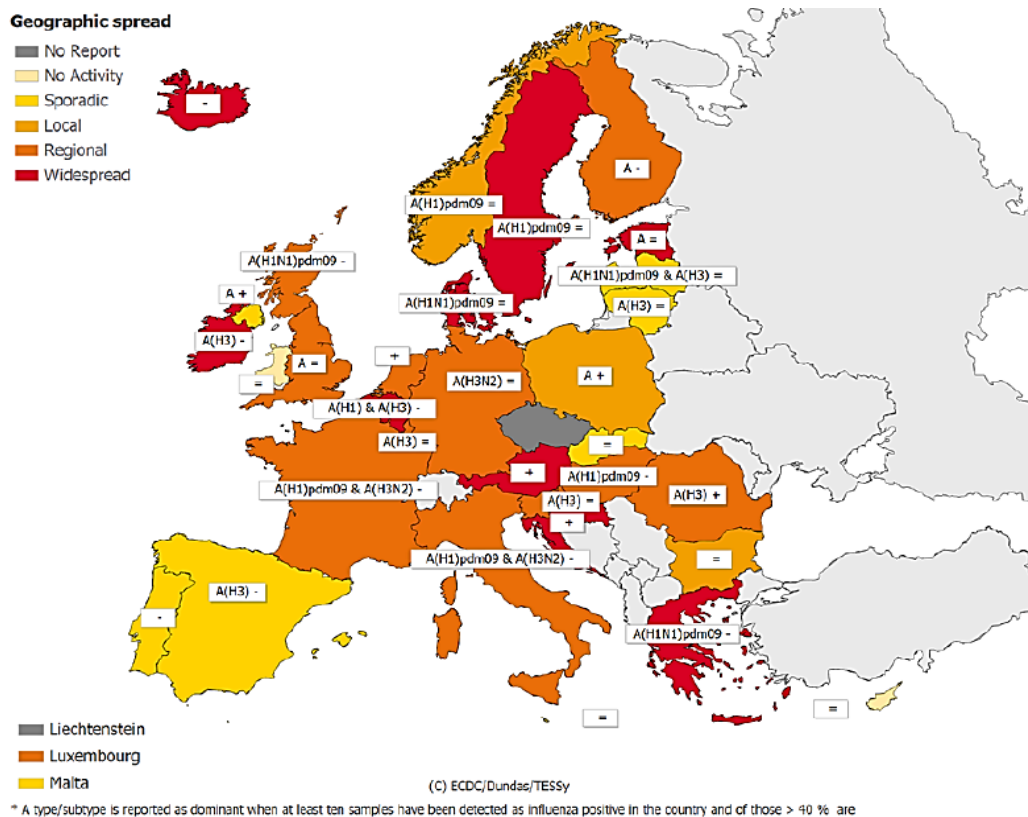 Geographic spread
No Report
No Activity
Sporadic
Local
Regional
Widespread
-
A -
A(H1)pdm09 =
A(H1)pdm09 =
A =
A(H1N1)pdm09 -
A(H1N1)pdm09 & A(H3) =
A +
A(H1N1)pdm09 =
A(H3) =
A(H3) -
+
A =
=
A(H3N2) =
A +
A(H1) & A(H3) -
A(H3) =
=
+
A(H1)pdm09 -
A(H1)pdm09 & A(H3N2) -
A(H3) =
A(H3) +
+
A(H1)pdm09 & A(H3N2) -
=
A(H3) -
-
A(H1N1)pdm09 -
=
=
Liechtenstein
Luxembourg
Malta
(C) ECDC/Dundas/TESSy
* A type/subtype is reported as dominant when at least ten samples have been detected as influenza positive in the country and of those > 40 % are